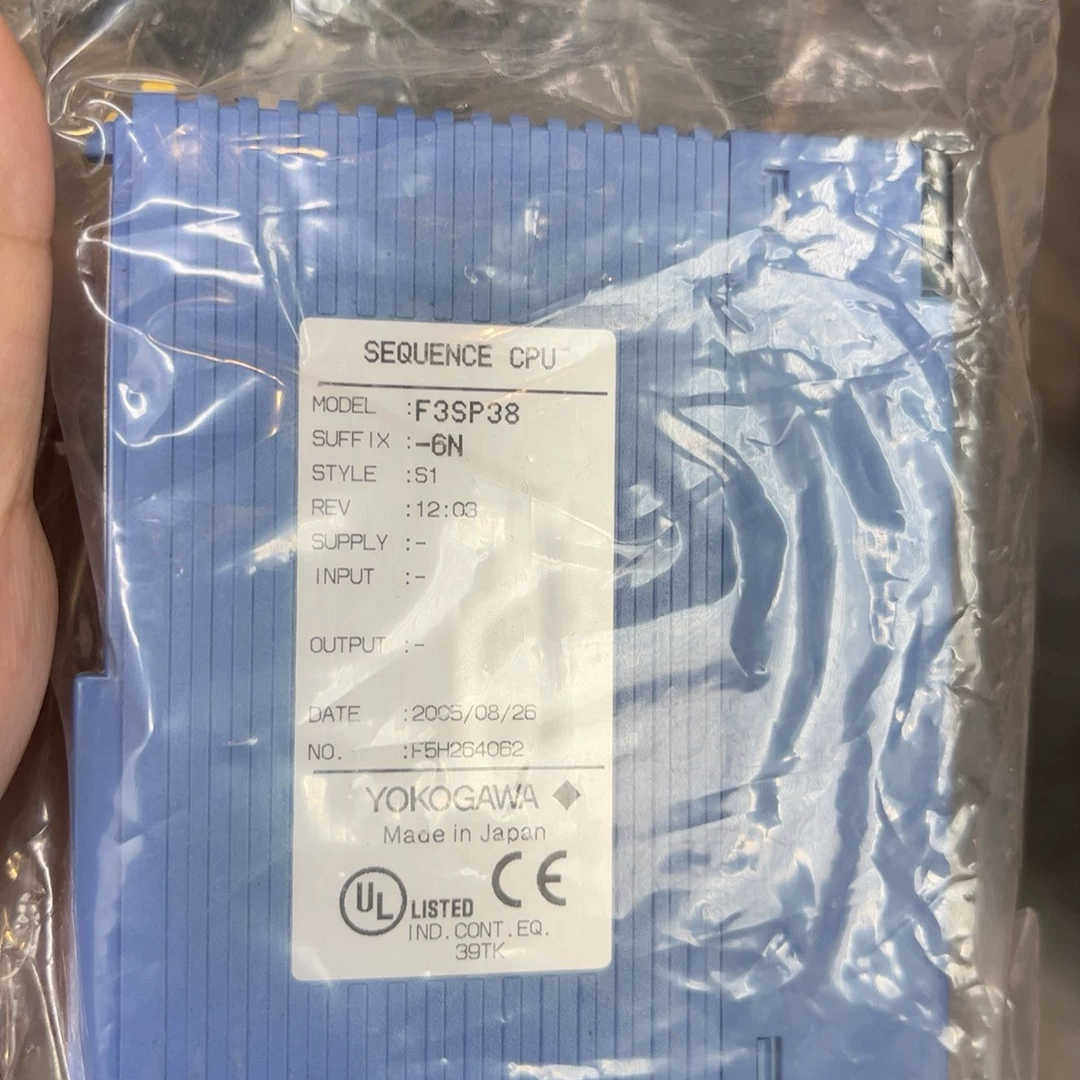 SEQUENCE CPU
MODEL :F3SP38
SUFFIX :-6N
STYLE :S1
REV :12:03
SUPPLY :-
INPUT :-
OUTPUT :-
DATE :2005/08/26
NO. :F5H264062
YOKOGAWA
Made in Japan
UL LISTED CE
IND.CONT.EQ.
39TK